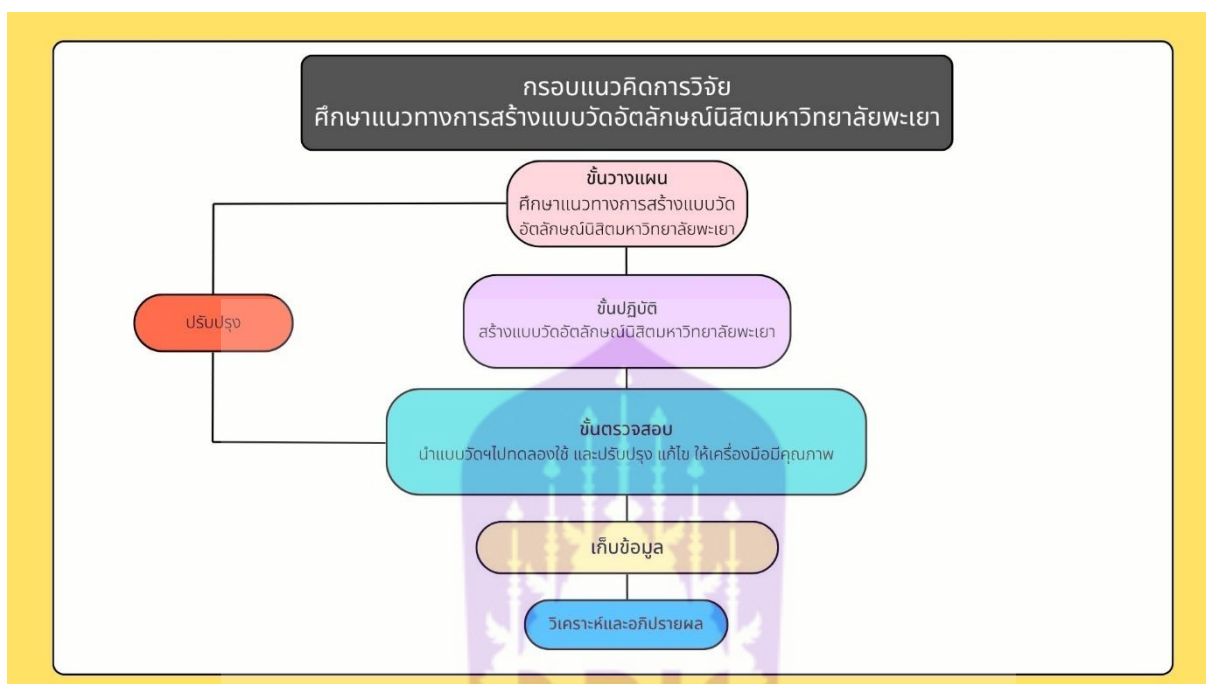 กรอบแนวคิดการวิจัย
ศึกษาแนวทางการสร้างแบบวัดอัตลักษณ์นิสิตมหาวิทยาลัยพะเยา
ขั้นวางแผน
ศึกษาแนวทางการสร้างแบบวัด
อัตลักษณ์นิสิตมหาวิทยาลัยพะเยา
ปรับปรุง
ขั้นปฏิบัติ
สร้างแบบวัดอัตลักษณ์นิสิตมหาวิทยาลัยพะเยา
ขั้นตรวจสอบ
นำแบบวัดฯไปทดลองใช้ และปรับปรุง แก้ไข ให้เครื่องมือมีคุณภาพ
เก็บข้อมูล
วิเคราะห์และอภิปรายผล